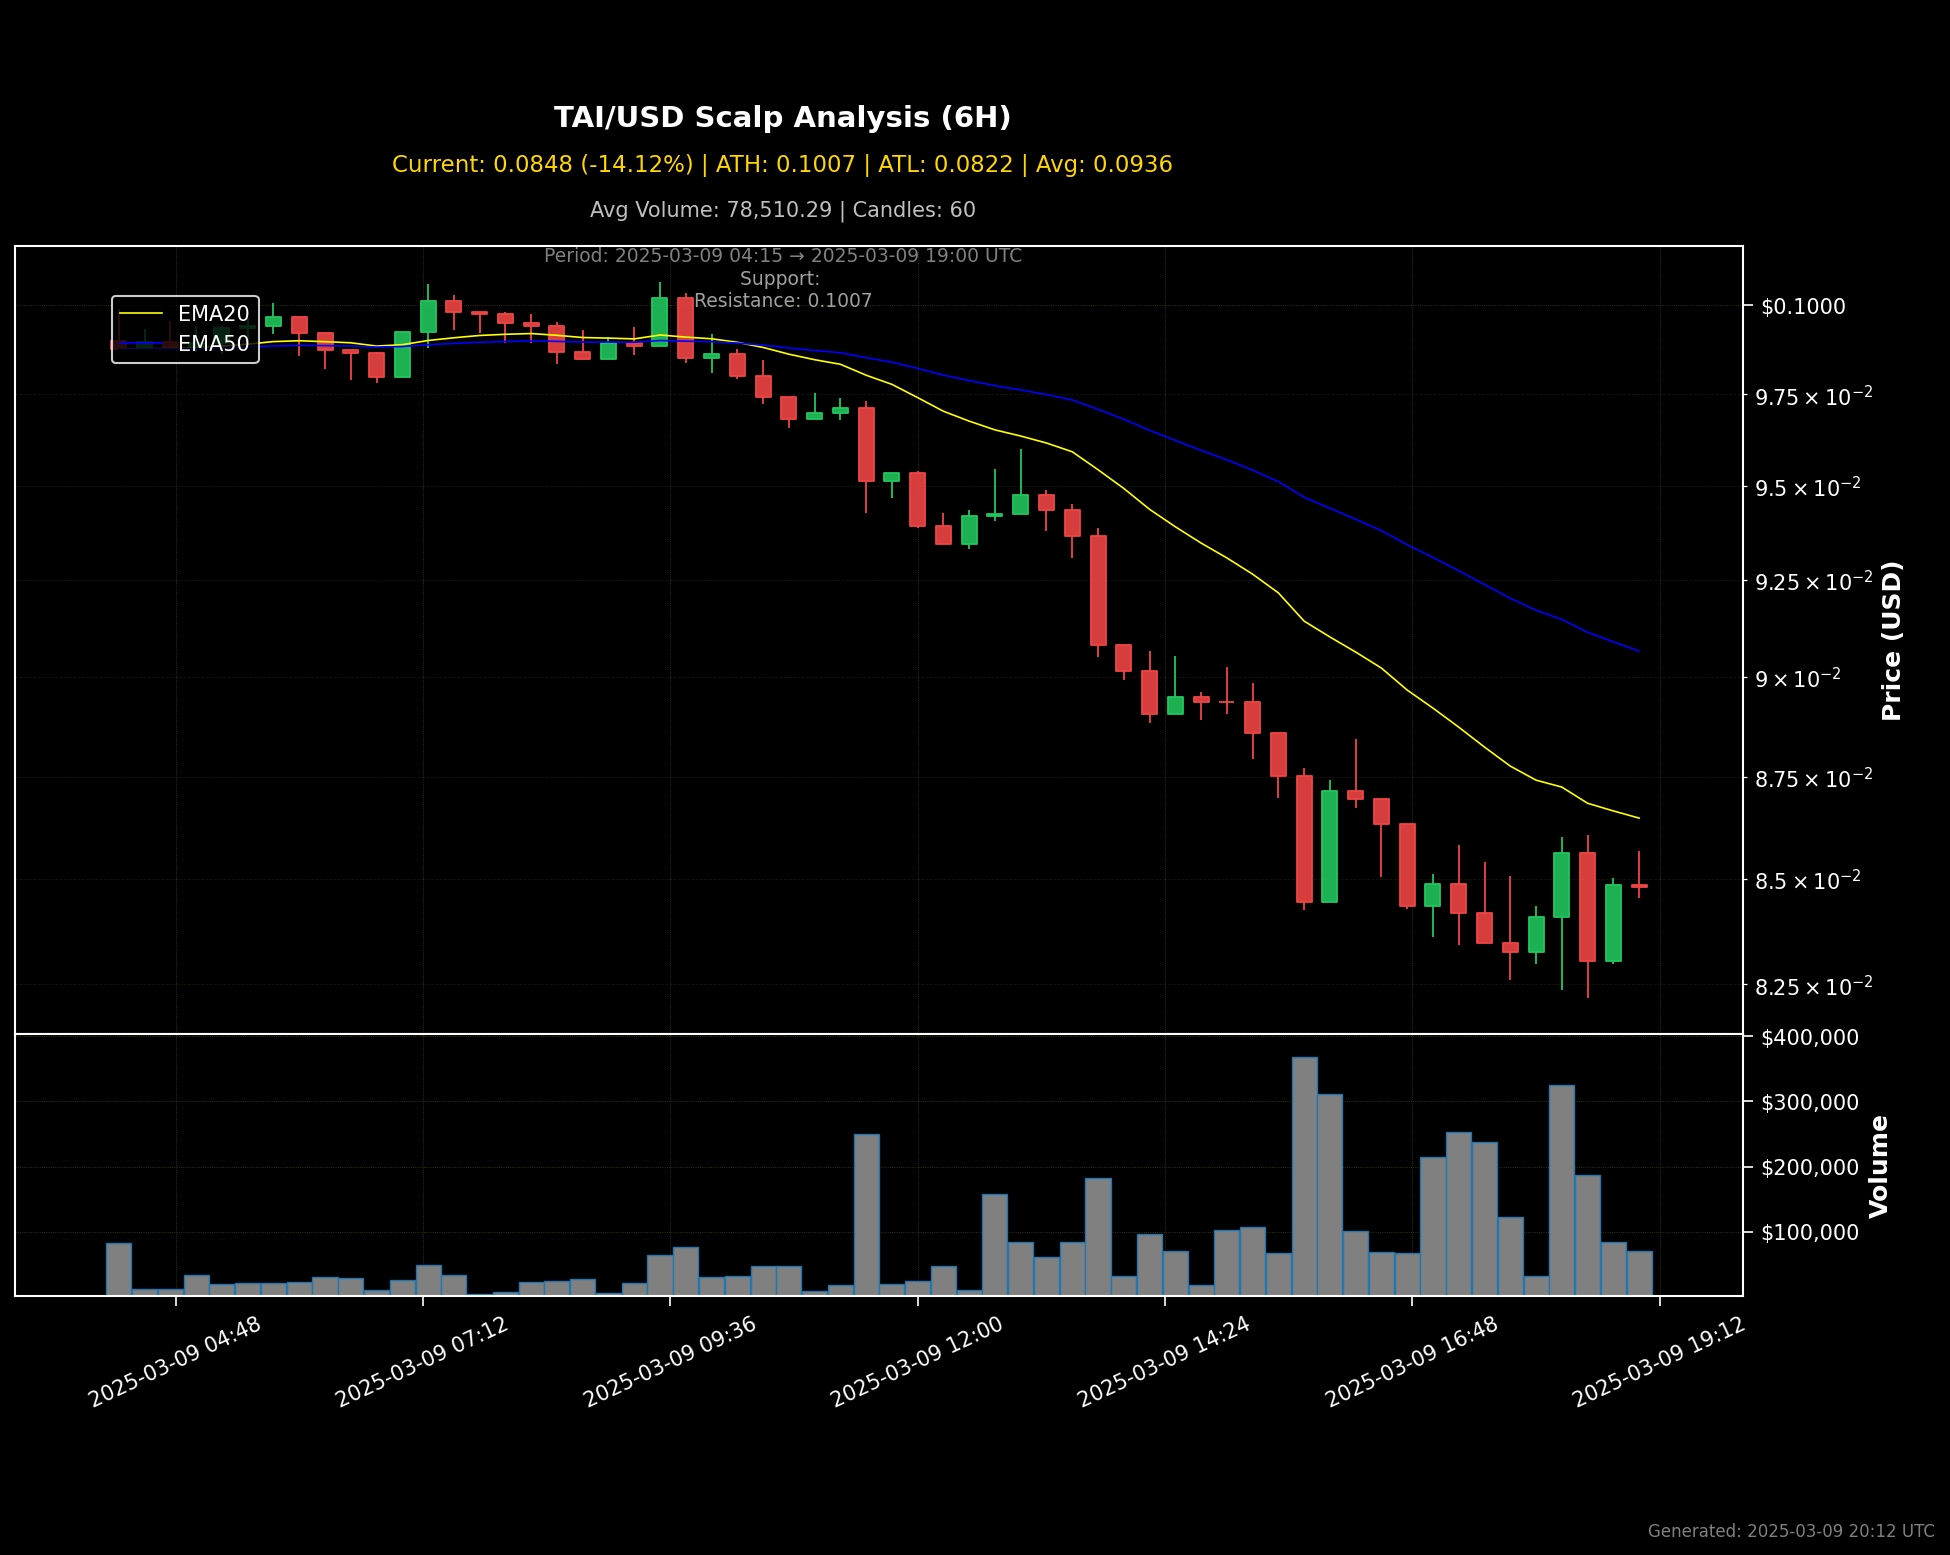 TAI/USD Scalp Analysis (6H)
Current: 0.0848 (-14.12%) | ATH: 0.1007 | ATL: 0.0822 | Avg: 0.0936
Avg Volume: 78,510.29 | Candles: 60
Period: 2025-03-09 04:15 → 2025-03-09 19:00 UTC
Support:
Resistance: 0.1007
EMA20
EMA50
$0.1000
9.75 × 10⁻²
9.5 × 10⁻²
9.25 × 10⁻²
9 × 10⁻²
8.75 × 10⁻²
8.5 × 10⁻²
8.25 × 10⁻²
Price (USD)
$400,000
$300,000
$200,000
$100,000
Volume
2025-03-09 04:48
2025-03-09 07:12
2025-03-09 09:36
2025-03-09 12:00
2025-03-09 14:24
2025-03-09 16:48
2025-03-09 19:12
Generated: 2025-03-09 20:12 UTC